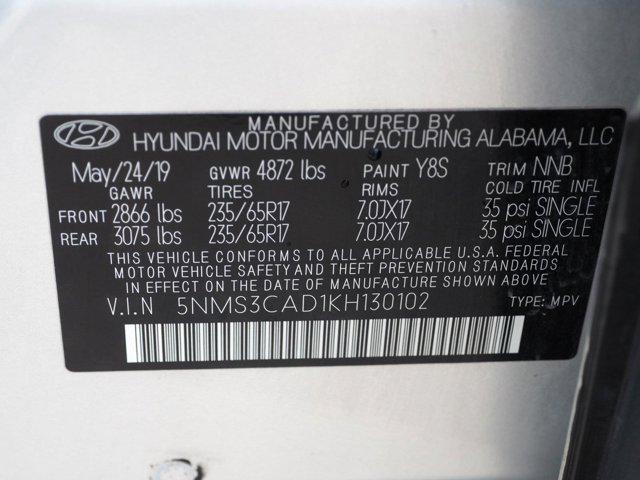 MANUFACTURED BY
HYUNDAI MOTOR MANUFACTURING ALABAMA, LLC
May/24/19 GVWR 4872 lbs PAINT Y8S TRIM NNB
GAWR TIRES RIMS COLD TIRE INFL
FRONT 2866 lbs 235/65R17 7.0JX17 35 psi SINGLE
REAR 3075 lbs 235/65R17 7.0JX17 35 psi SINGLE
THIS VEHICLE CONFORMS TO ALL APPLICABLE U.S.A. FEDERAL
MOTOR VEHICLE SAFETY AND THEFT PREVENTION STANDARDS
IN EFFECT ON THE DATE OF MANUFACTURE SHOWN ABOVE
V.I.N 5NMS3CAD1KH130102 TYPE: MPV